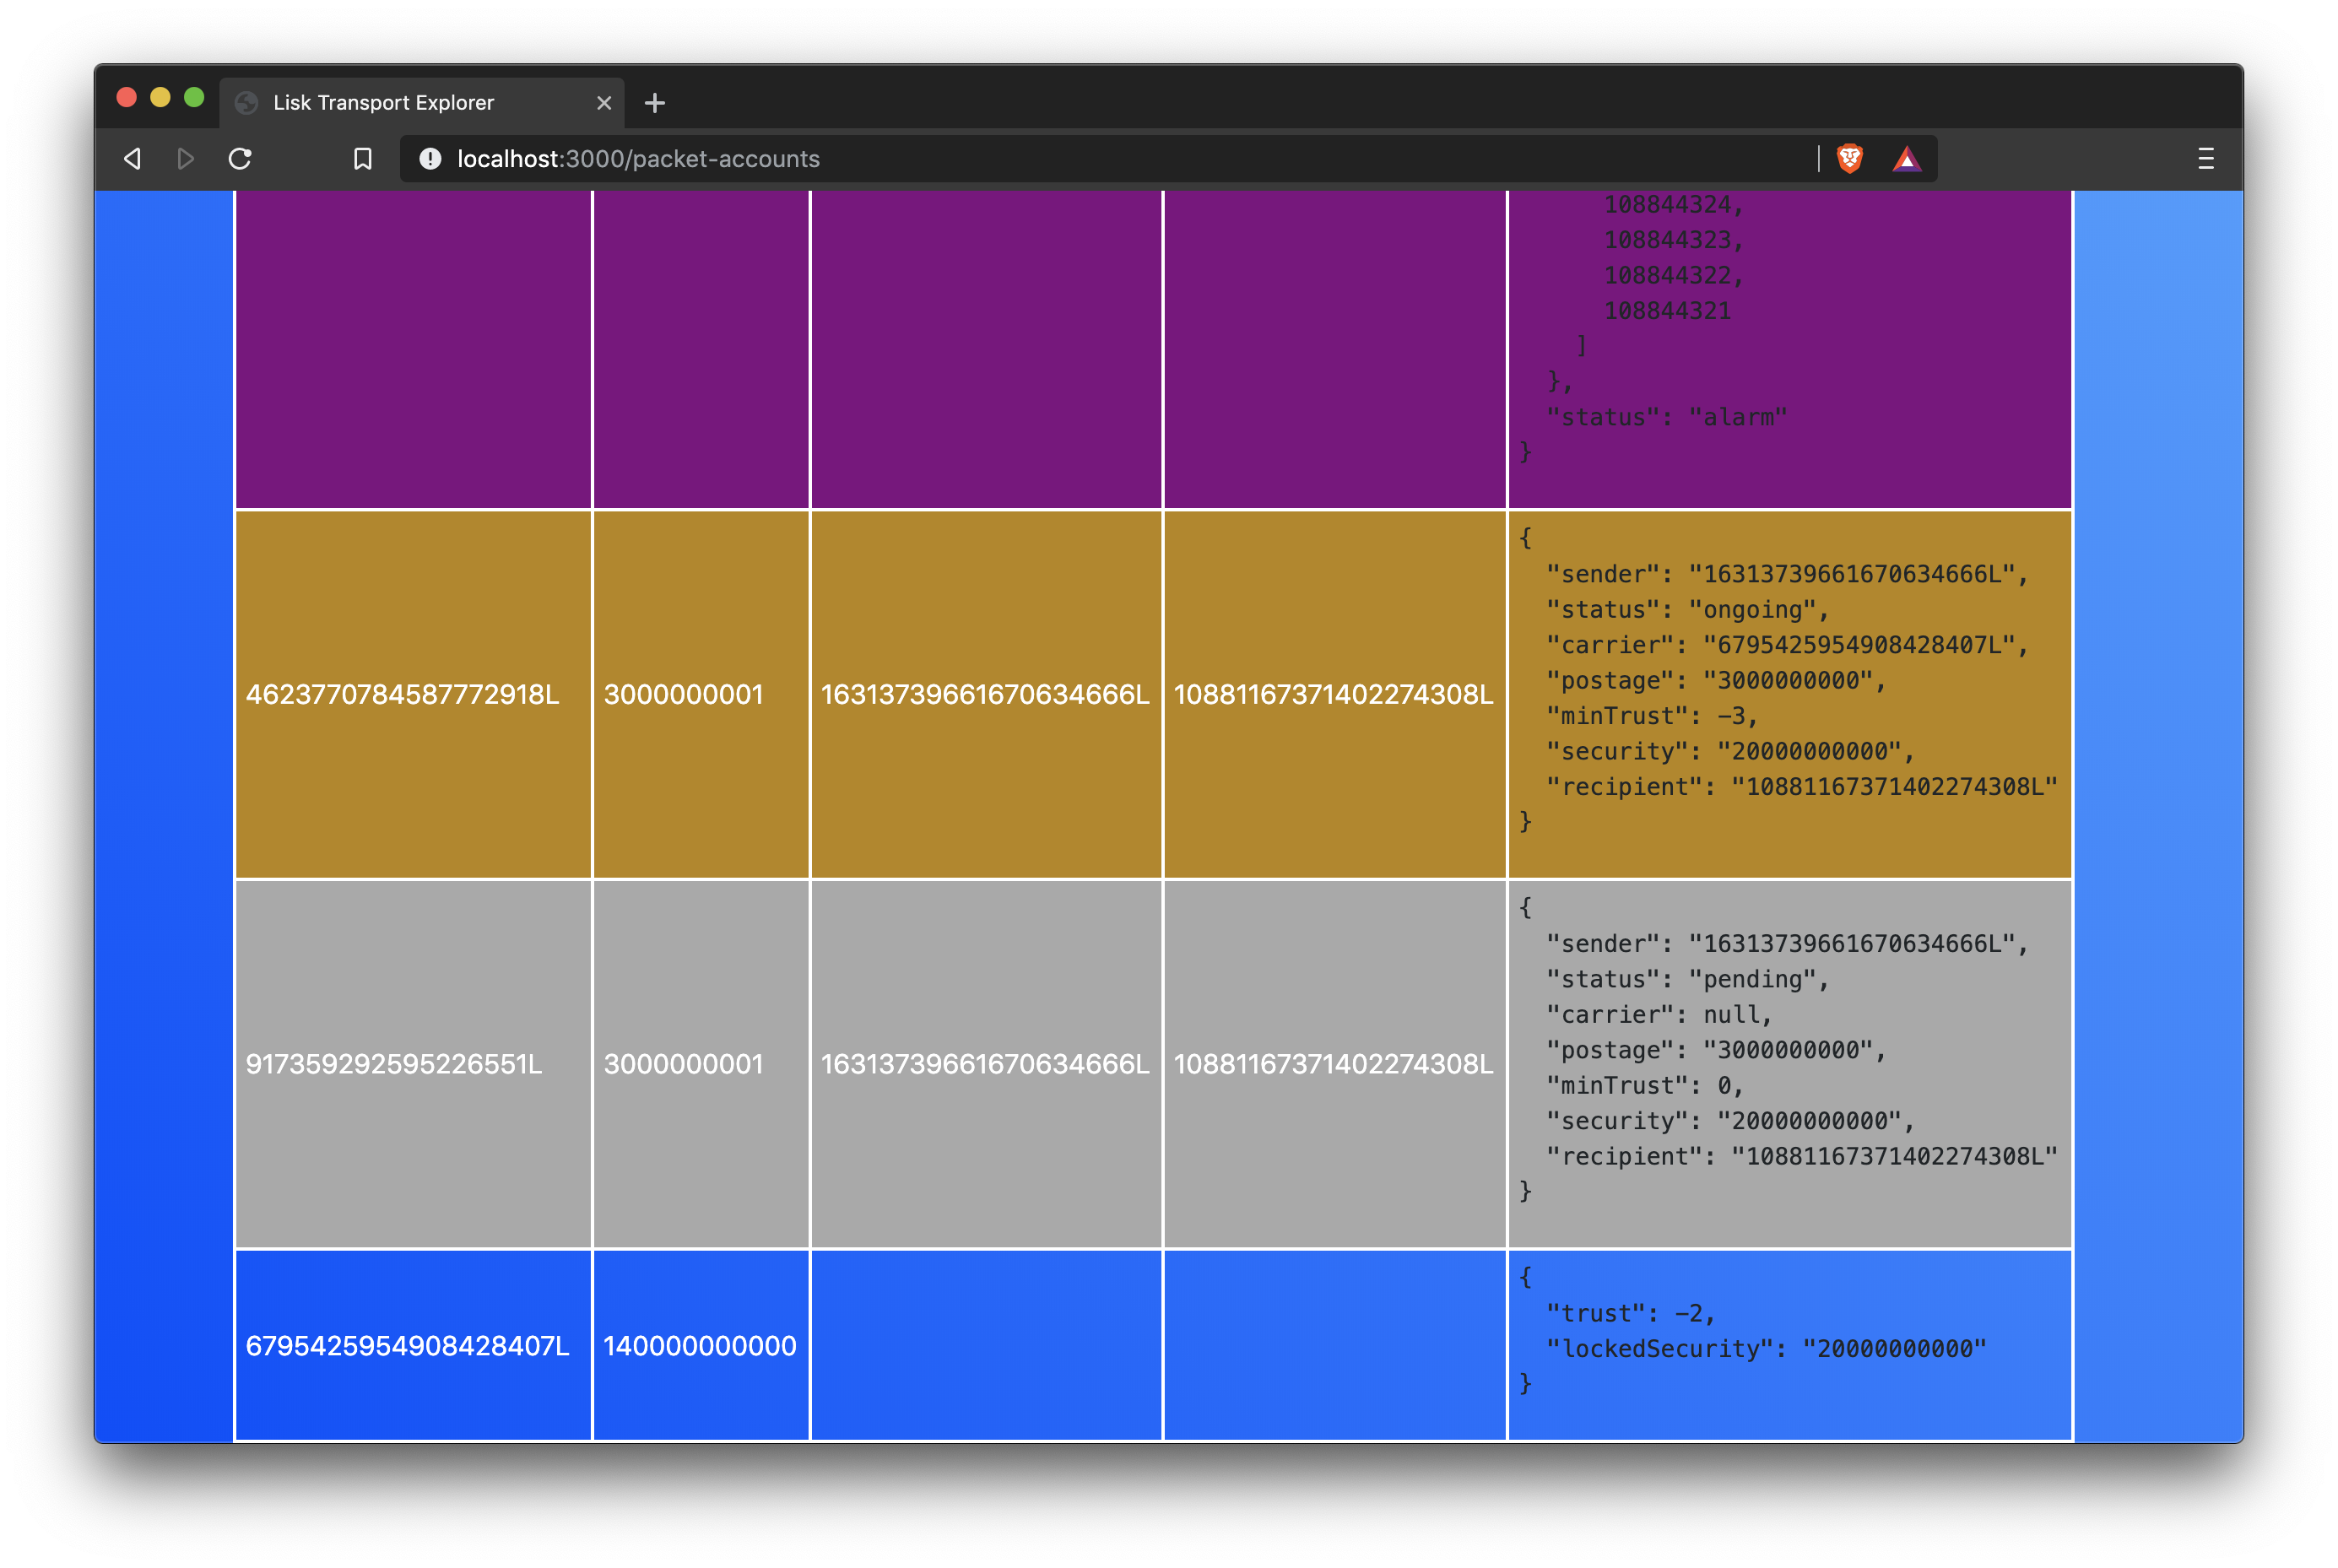 Lisk Transport Explorer
localhost:3000/packet-accounts
108844324,
108844323,
108844322,
108844321
]
},
"status": "alarm"
}
4623770784587772918L 3000000001 16313739661670634666L 10881167371402274308L
{
"sender": "16313739661670634666L",
"status": "ongoing",
"carrier": "6795425954908428407L",
"postage": "3000000000",
"minTrust": -3,
"security": "20000000000",
"recipient": "10881167371402274308L"
}
917359292595226551L 3000000001 16313739661670634666L 10881167371402274308L
{
"sender": "16313739661670634666L",
"status": "pending",
"carrier": null,
"postage": "3000000000",
"minTrust": 0,
"security": "20000000000",
"recipient": "10881167371402274308L"
}
6795425954908428407L 140000000000
{
"trust": -2,
"lockedSecurity": "20000000000"
}